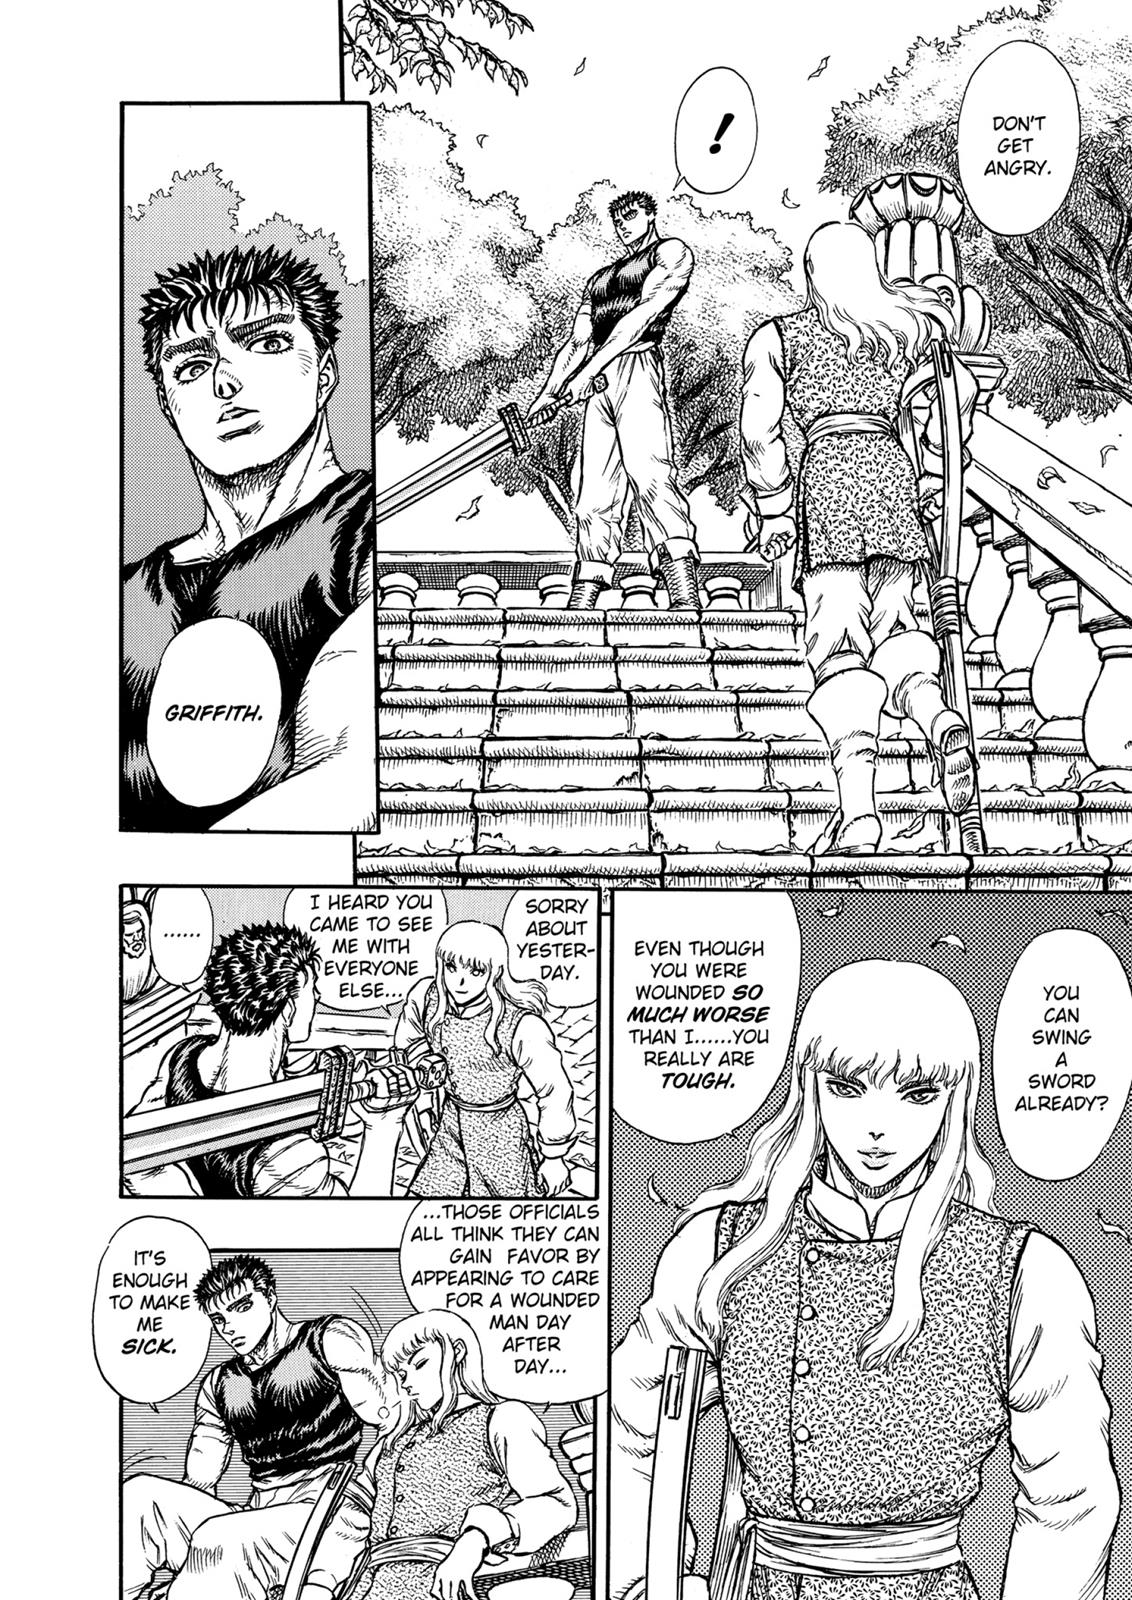 DON'T
GET
ANGRY.
!
GRIFFITH.
YOU
CAN
SWING
A
SWORD
ALREADY?
EVEN THOUGH
YOU WERE
WOUNDED SO
MUCH WORSE
THAN I......YOU
REALLY ARE
TOUGH.
SORRY
ABOUT
YESTER-
DAY.
I HEARD YOU
CAME TO SEE
ME WITH
EVERYONE
ELSE...
......
...THOSE OFFICIALS
ALL THINK THEY CAN
GAIN FAVOR BY
APPEARING TO CARE
FOR A WOUNDED
MAN DAY
AFTER
DAY...
IT'S
ENOUGH
TO MAKE
ME
SICK.